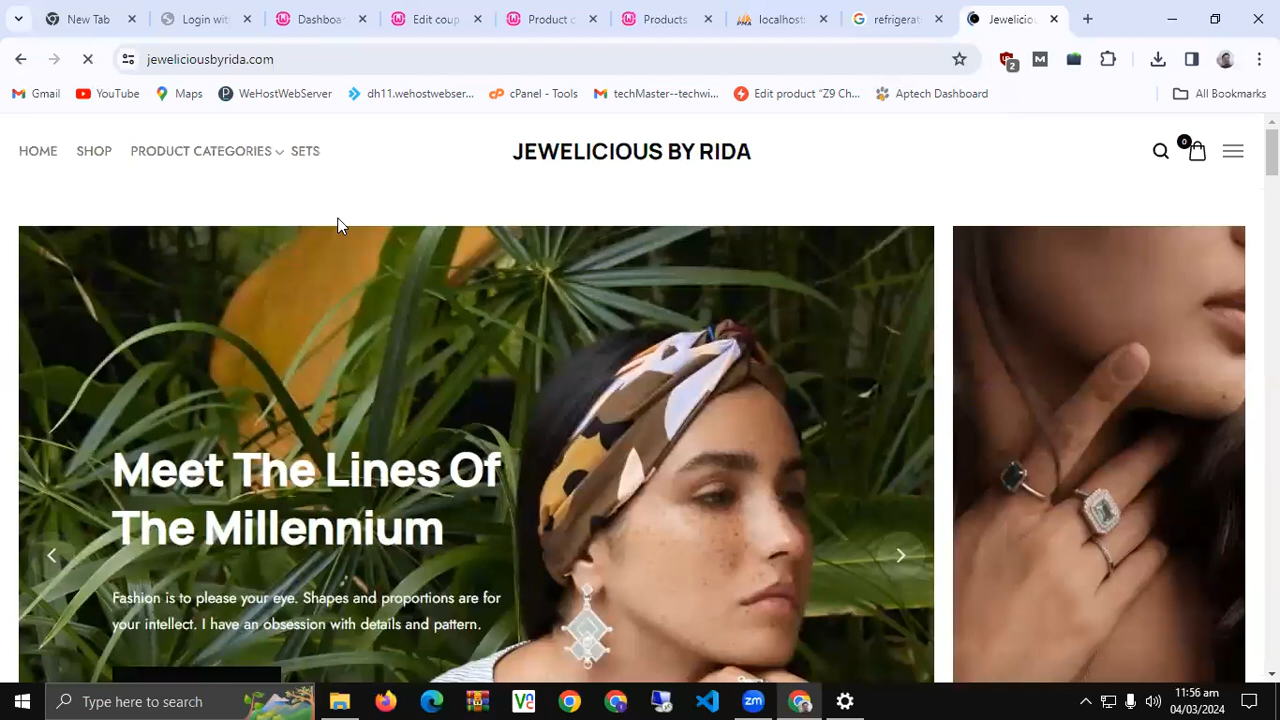 New Tab
Login wit
Dashboa
Edit coup
Product c
Products
localhost:
refrigerat
Jewelicio
jeweliciousbyrida.com
2
Gmail
YouTube
Maps
WeHostWebServer
dh11.wehostwebser...
cPanel - Tools
techMaster--techwi...
Edit product “Z9 Ch...
Aptech Dashboard
All Bookmarks
HOME
SHOP
PRODUCT CATEGORIES
SETS
JEWELICIOUS BY RIDA
0
Meet The Lines Of
The Millennium
Fashion is to please your eye. Shapes and proportions are for
your intellect. I have an obsession with details and pattern.
Type here to search
11:56 am
04/03/2024